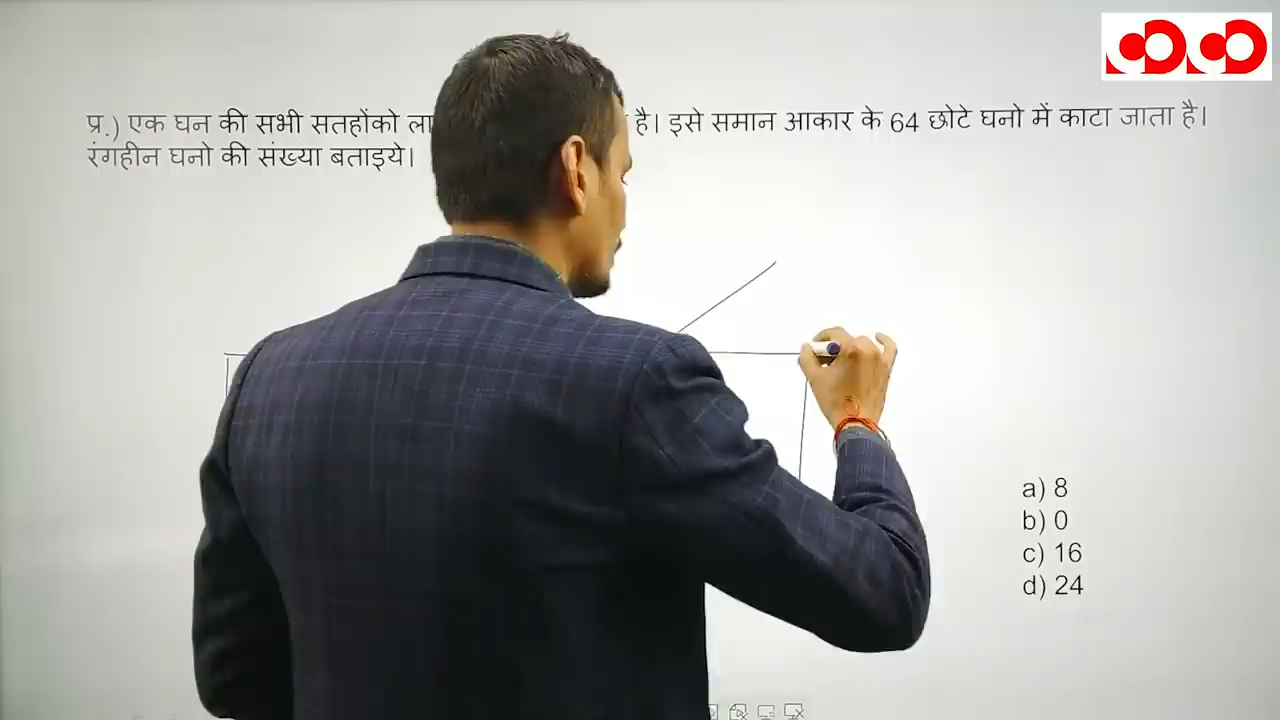 प्र.) एक घन की सभी सतहोंको है। इसे समान आकार के 64 छोटे घनो में काटा जाता है।
रंगहीन घनो की संख्या बताइये।
a) 8
b) 0
c) 16
d) 24